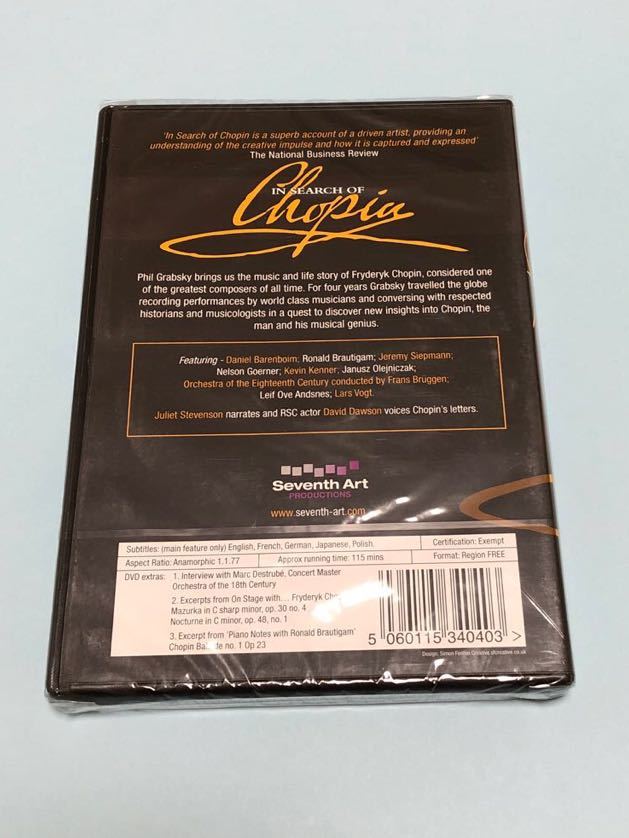 'In Search of Chopin is a superb account of a driven artist, providing an
understanding of the creative impulse and how it is captured and expressed'
The National Business Review
IN SEARCH OF
Chopin
Phil Grabsky brings us the music and life story of Fryderyk Chopin, considered one
of the greatest composers of all time. For four years Grabsky travelled the globe
recording performances by world class musicians and conversing with respected
historians and musicologists in a quest to discover new insights into Chopin, the
man and his musical genius.
Featuring - Daniel Barenboim; Ronald Brautigam; Jeremy Siepmann;
Nelson Goerner; Kevin Kenner; Janusz Olejniczak;
Orchestra of the Eighteenth Century conducted by Frans Brüggen;
Leif Ove Andsnes; Lars Vogt.
Juliet Stevenson narrates and RSC actor David Dawson voices Chopin's letters.
Seventh Art
PRODUCTIONS
www.seventh-art.com
Subtitles: (main feature only) English, French, German, Japanese, Polish.
Certification: Exempt
Aspect Ratio: Anamorphic 1.1.77
Approx running time: 115 mins
Format: Region FREE
DVD extras:
1. Interview with Marc Destrubé, Concert Master
Orchestra of the 18th Century
2. Excerpts from On Stage with... Fryderyk
Mazurka in C sharp minor, op. 30 no. 4
Nocturne in C minor, op. 48, no. 1
3. Excerpt from 'Piano Notes with Ronald Brautigam'
Chopin Ballade no. 1 Op 23
5 060115 340403 >
Design: Simon Fenton Creative sfcreative.co.uk